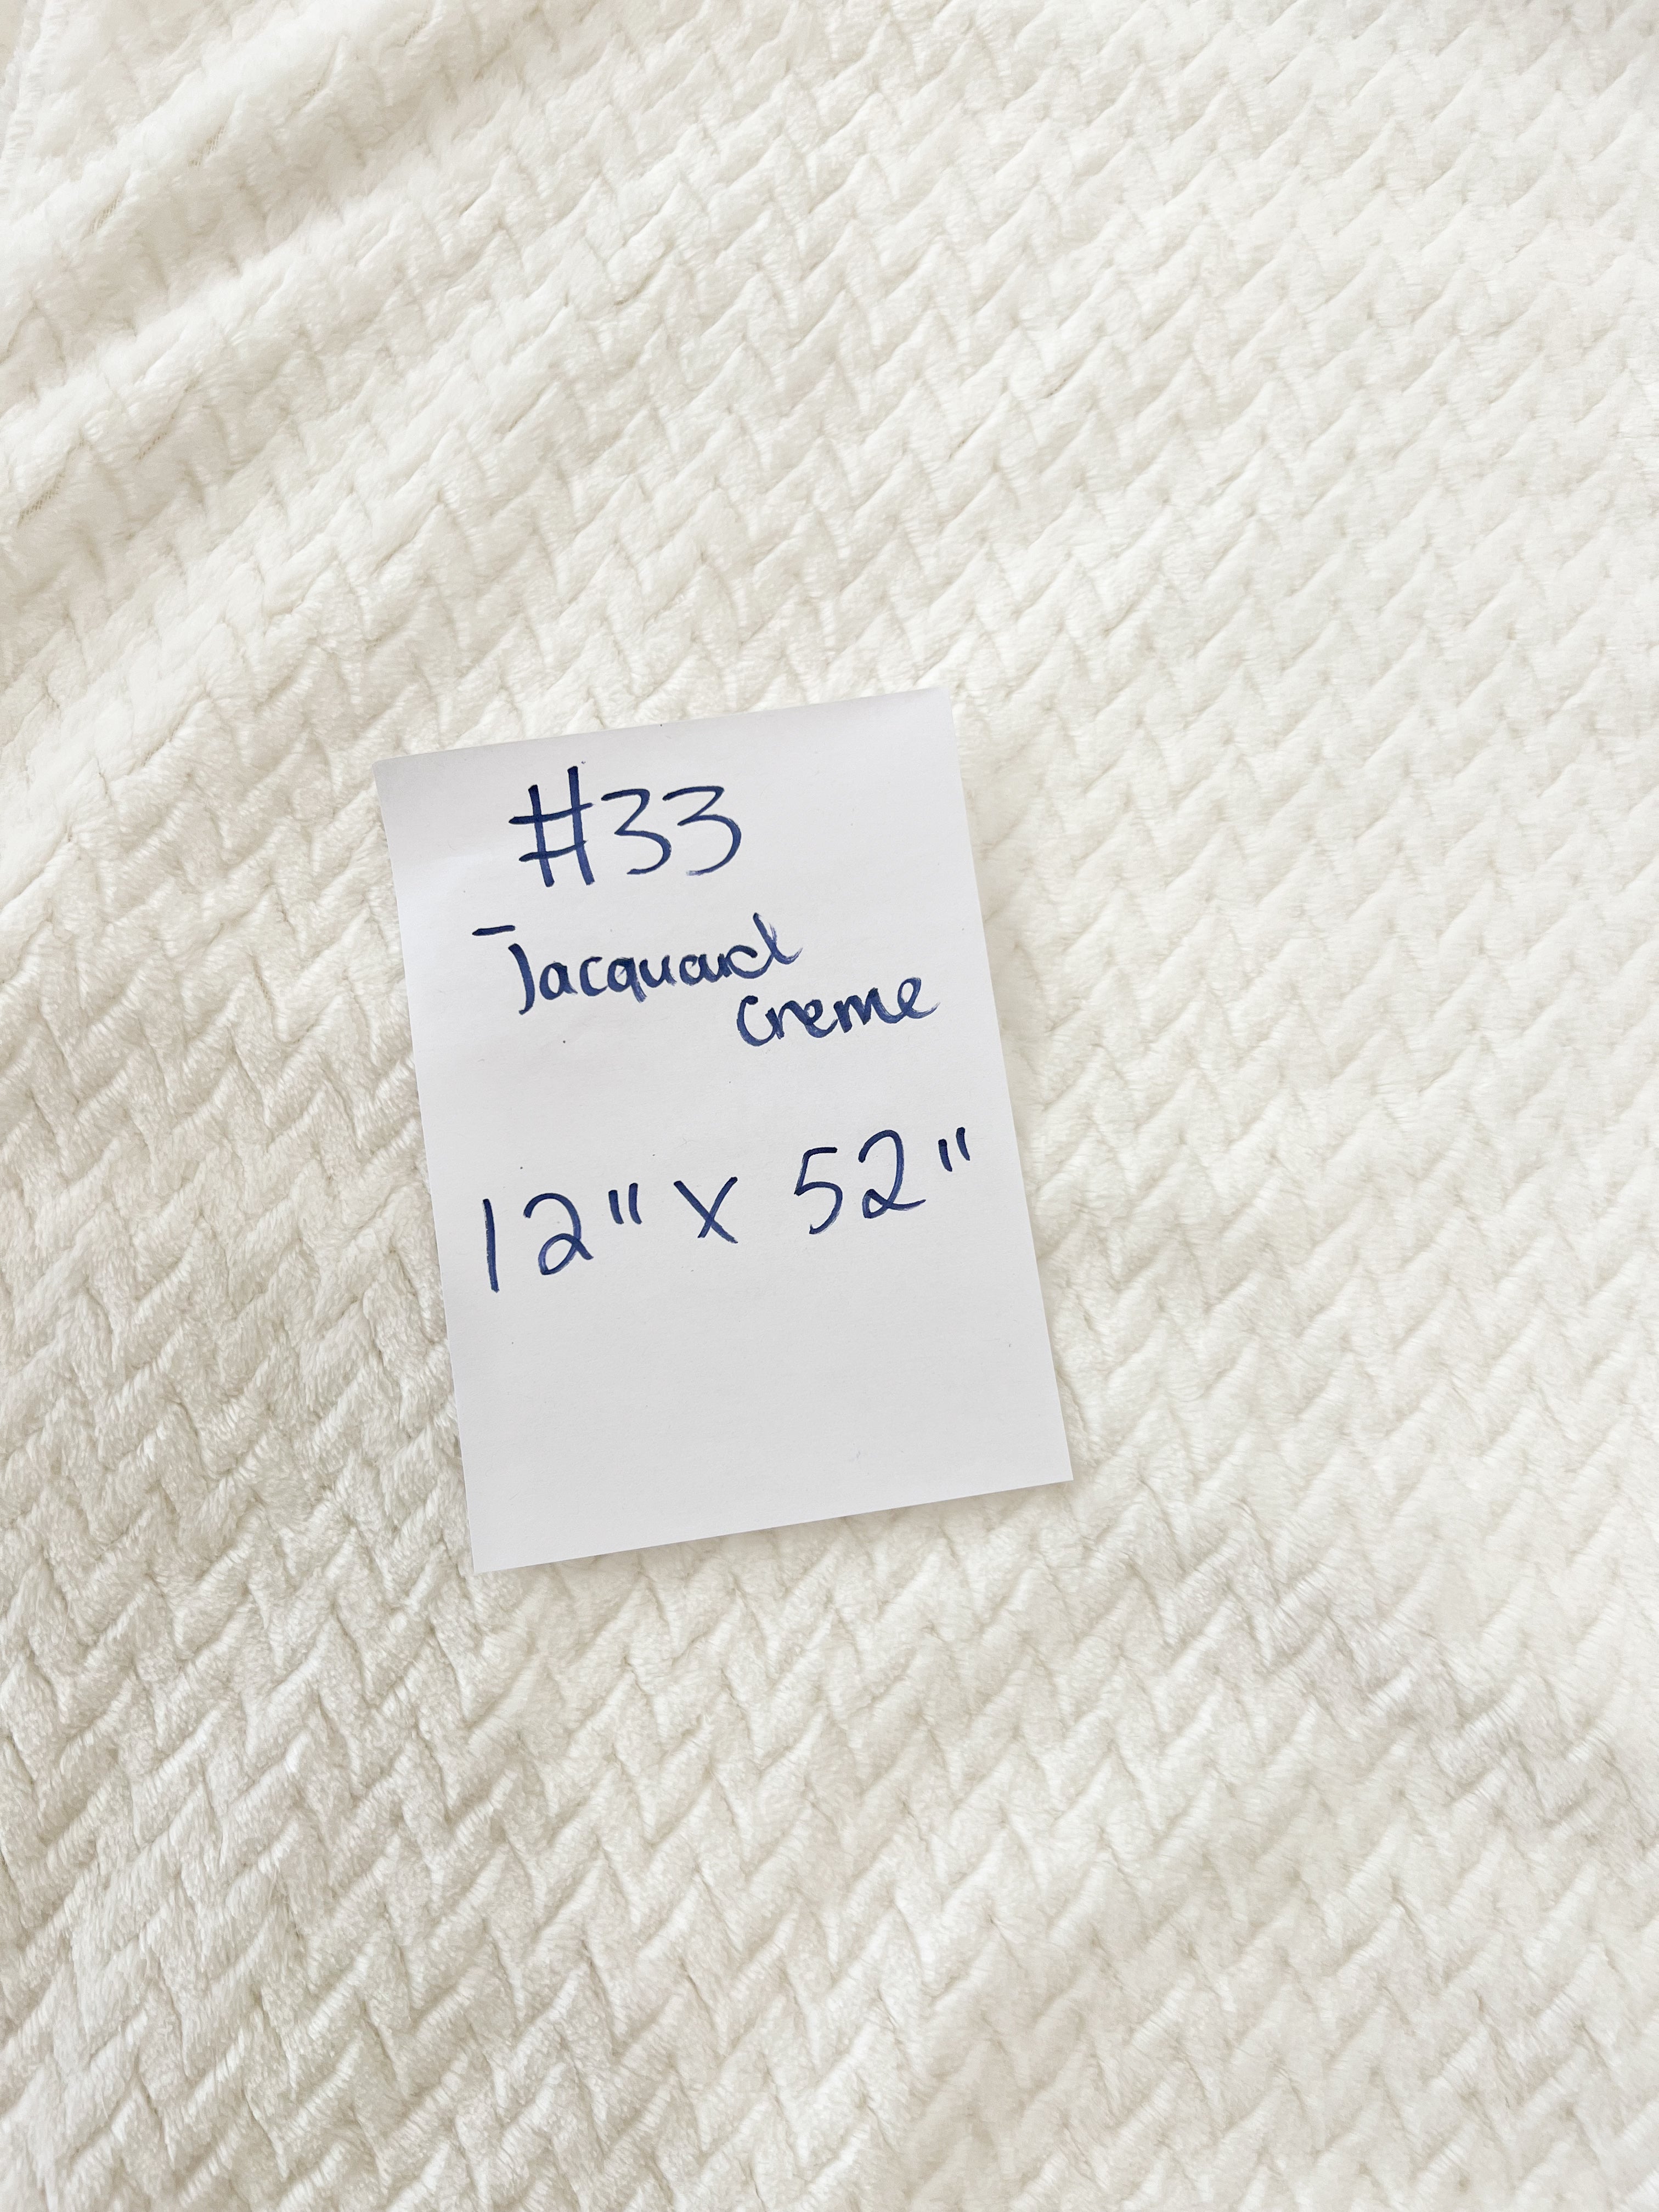 #33
- Jacquard
creme
12" x 52"